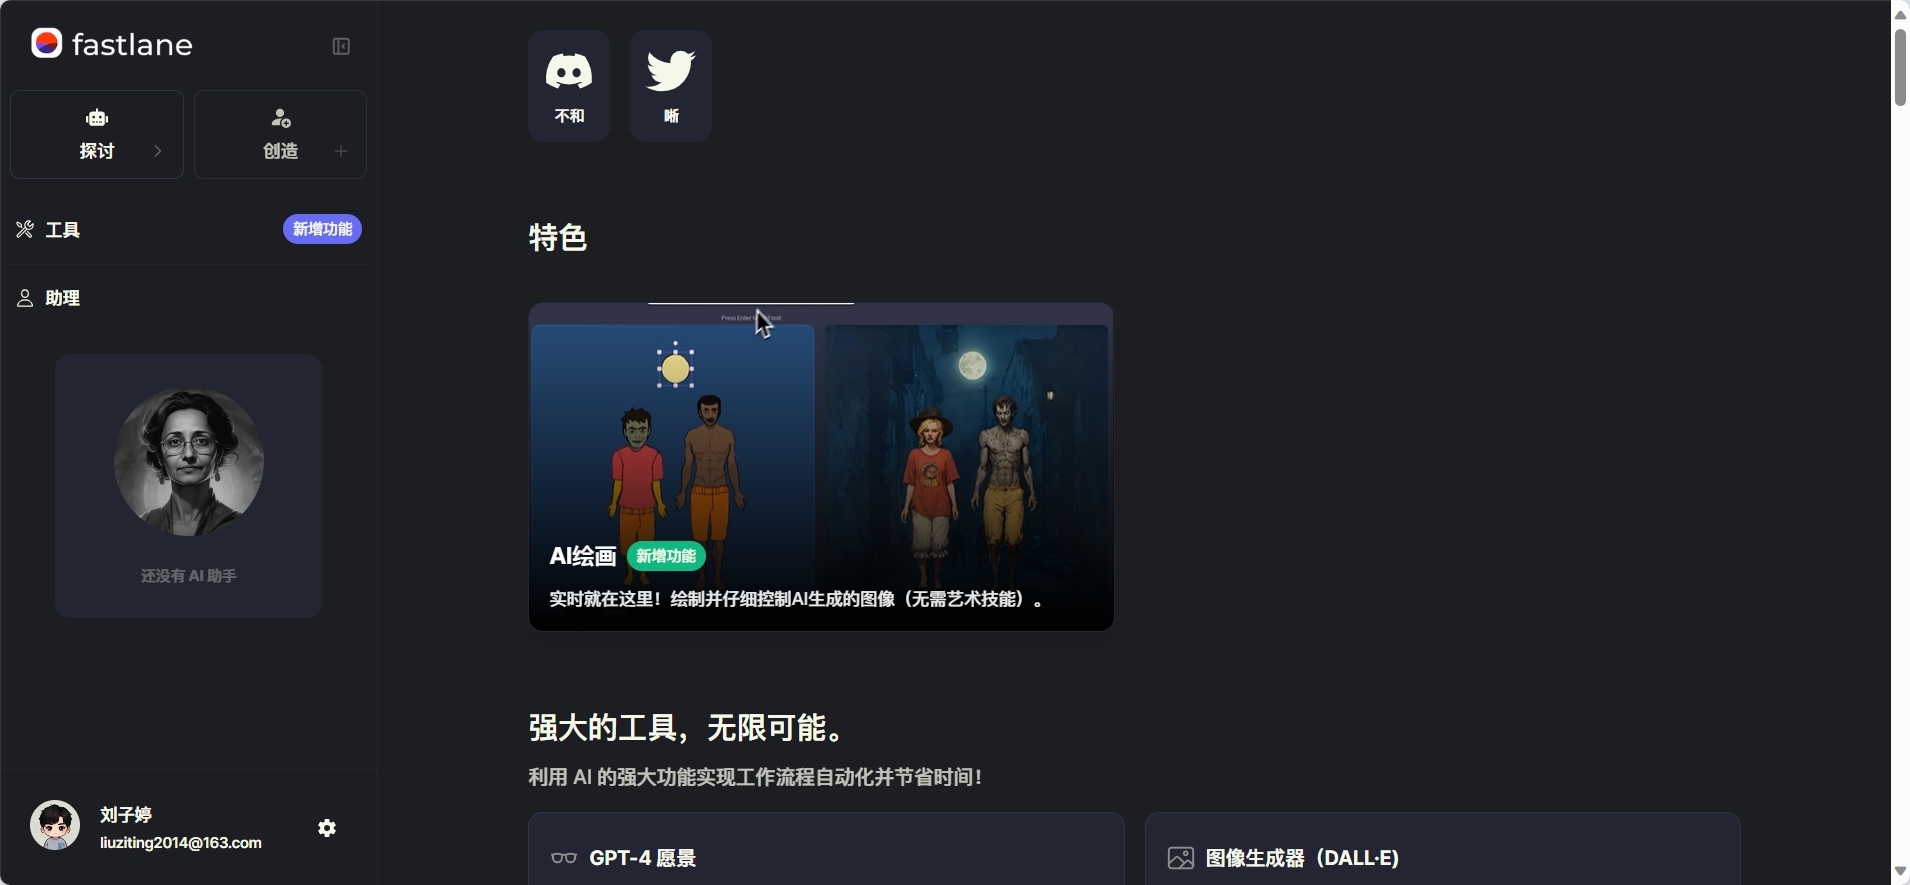 fastlane
探讨
创造
工具
新增功能
助理
还没有 AI 助手
刘子婷
liuziting2014@163.com
不和
晰
特色
Press Enter to add text
AI绘画
新增功能
实时就在这里！绘制并仔细控制AI生成的图像（无需艺术技能）。
强大的工具，无限可能。
利用 AI 的强大功能实现工作流程自动化并节省时间！
GPT-4 愿景
图像生成器（DALL·E)